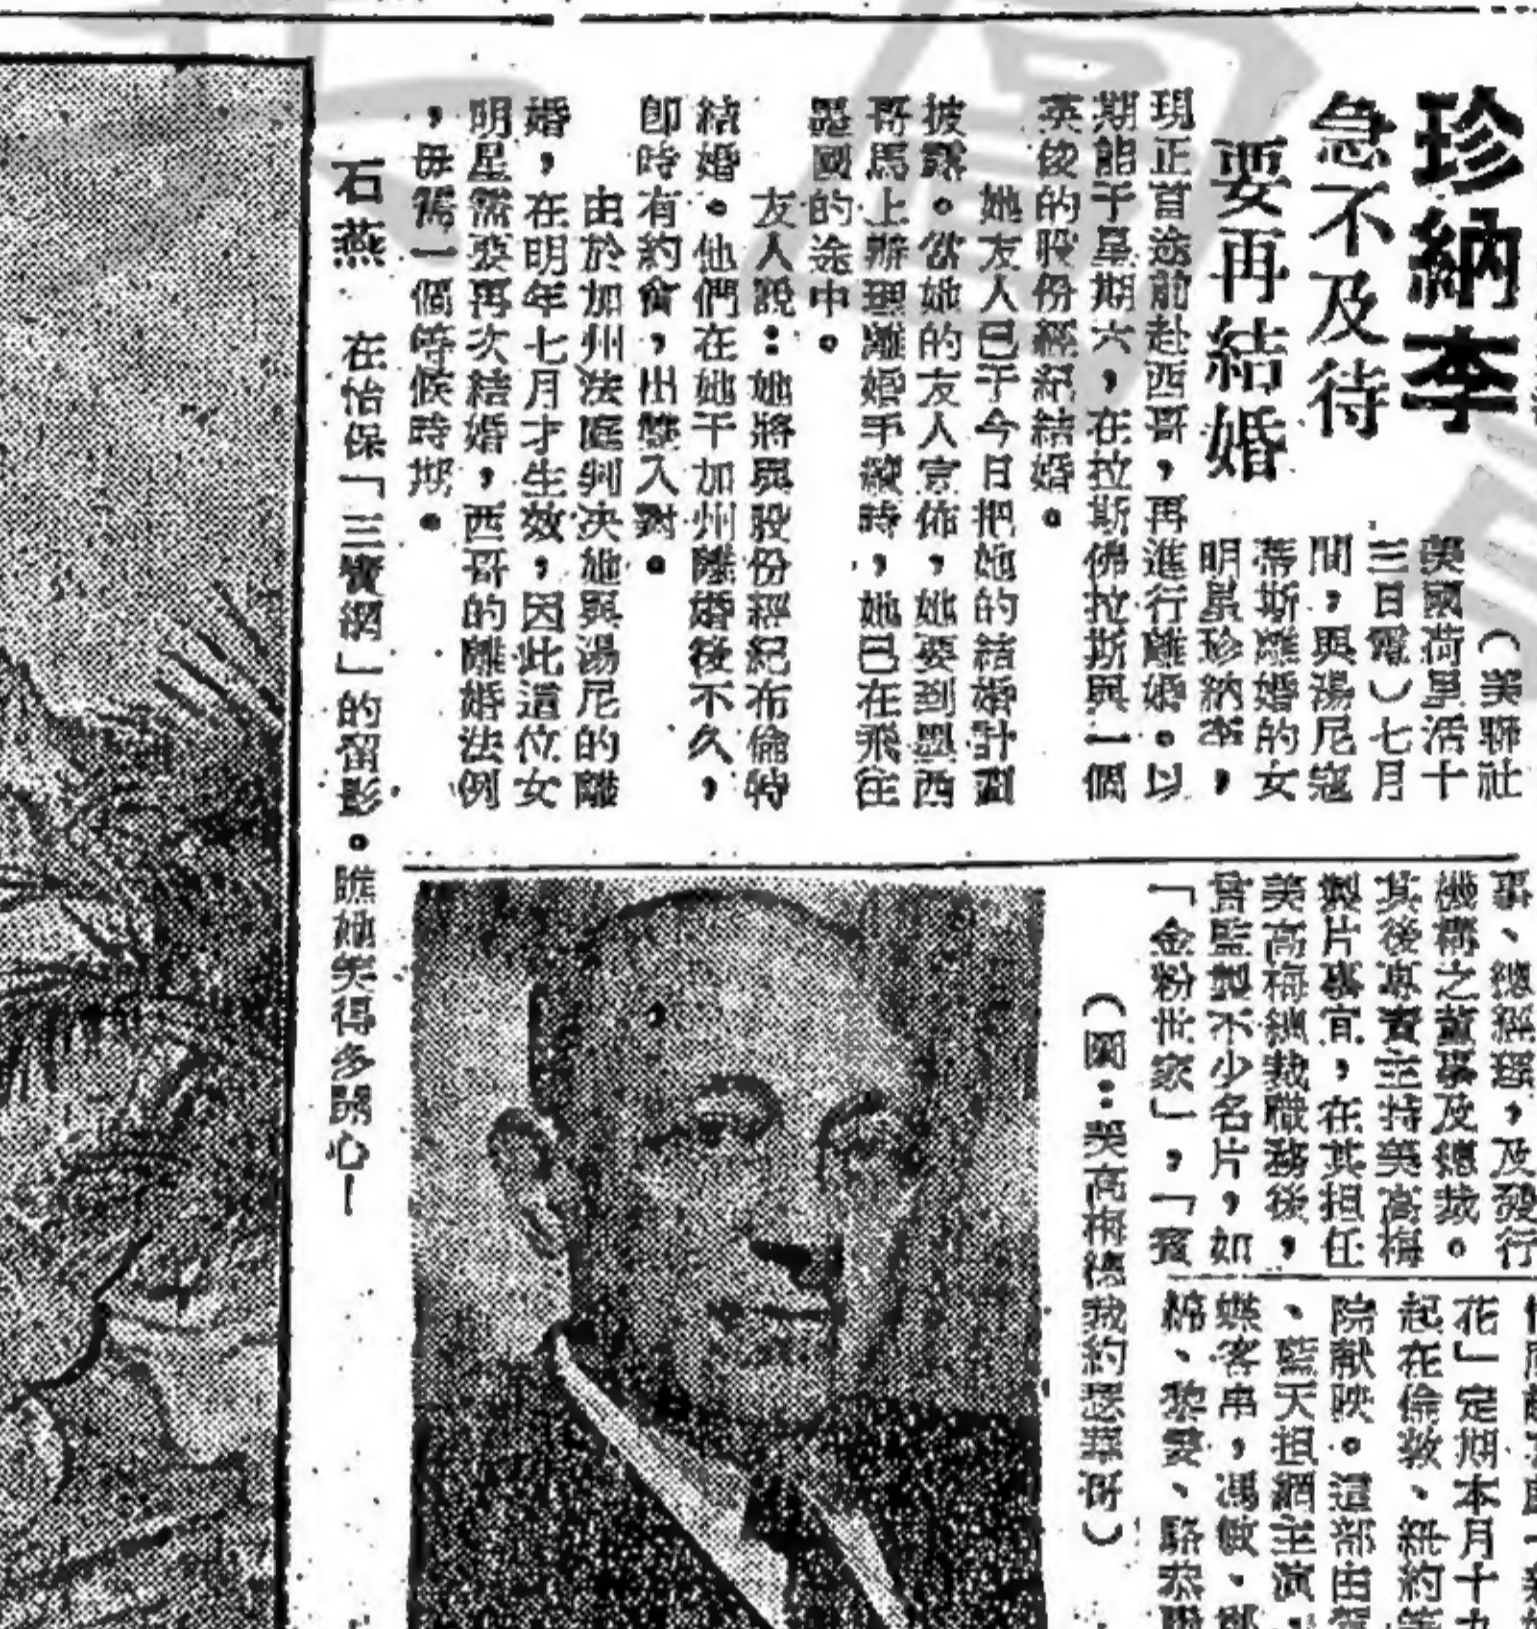 珍納李
急不及待
要再結婚
（美聯社
美國荷里活十
三日電）七月
間，與湯尼寇
蒂斯離婚的女
明星珍納李，
現正首途前赴西哥，再進行離婚。以
期能于星期六，在拉斯佛拉斯與一個
英俊的股份經紀結婚。
她友人已于今日把她的結婚計劃
披露。當她的友人宣佈，她要到墨西
哥馬上辦理離婚手續時，她已在飛往
墨國的途中。
友人說：她將與股份經紀布倫特
結婚。他們在她于加州離婚後不久，
即時有約會，出雙入對。
由於加州法庭判决她與湯尼的離
婚，在明年七月才生效，因此這位女
明星需要再次結婚，西哥的離婚法例
，毋需一個等候時期。
石燕 在怡保「三寶洞」的留影。瞧她笑得多開心！
事、總經理，及發行
機構之董事及總裁。
其後專責主持美高梅
製片事宜，在其担任
美高梅總裁職務後，
曾監製不少名片，如
「金粉世家」，「賓
（圖：美高梅總裁約瑟華哥）
花」定期本月十九
起在倫敦、紐約等
院献映。這部由
、藍天担綱主演，
蝶客串，馮敏、
棉、黎雯、駱恭